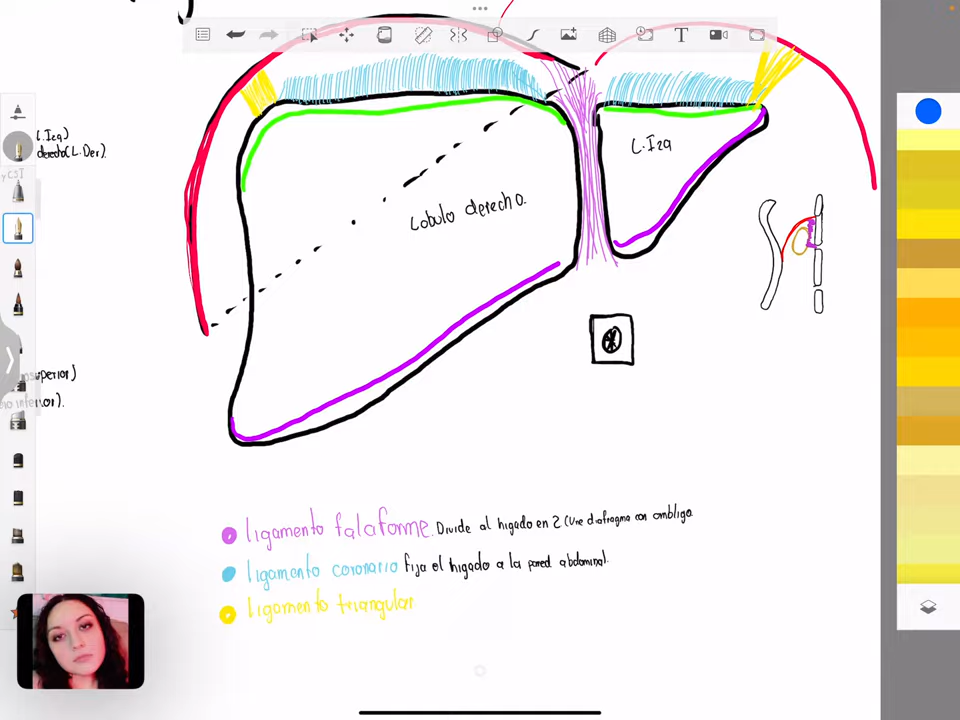 L.Izq)
derecho(L.Der).
Lobulo derecho.
L.Izq
superior)
inferior).
ligamento falaforme. Divide al higado en 2 (Une diafragma con ombligo.
ligamento coronario fija el higado a la pared abdominal.
ligamento triangular
T